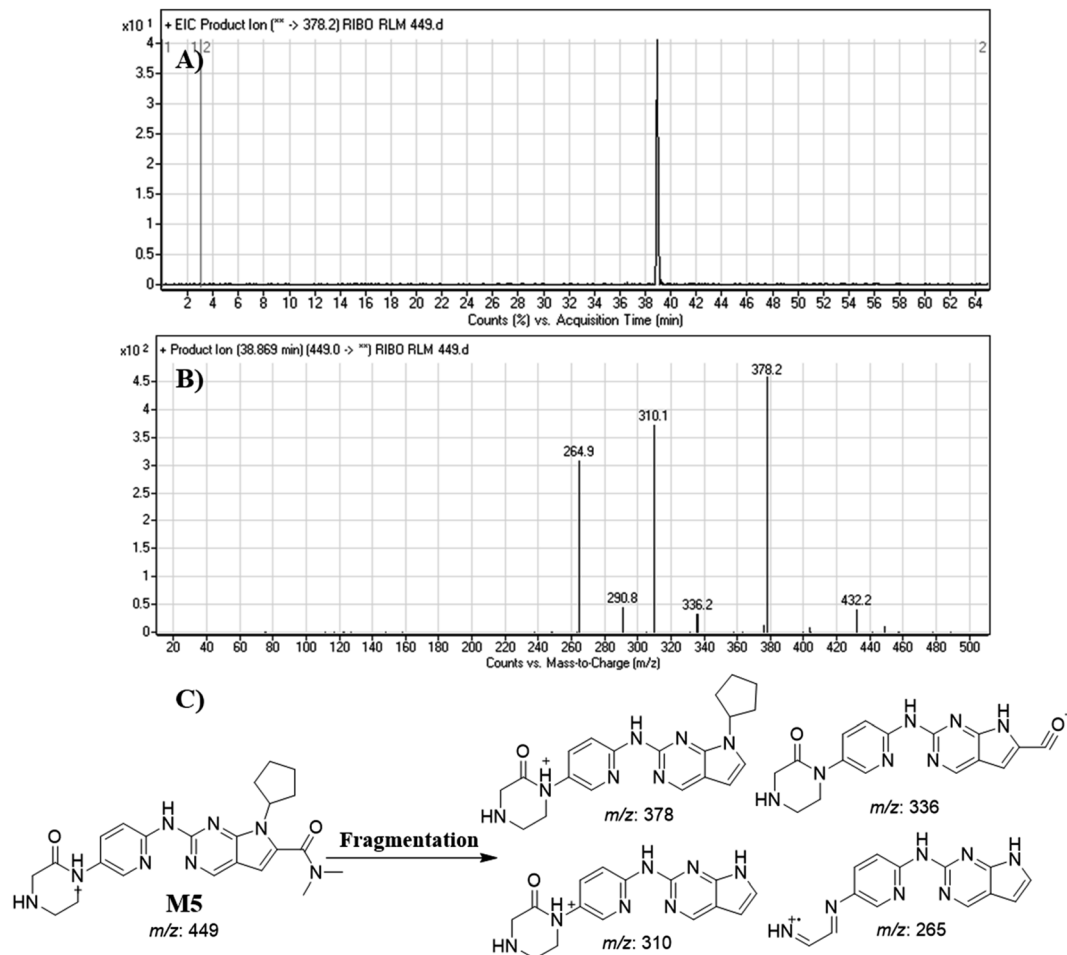 x10 1
+ EIC Product Ion (** -> 378.2) RIBO RLM 449.d
1
1
2
2
A)
4
3.5
3
2.5
2
1.5
1
0.5
0
2 4 6 8 10 12 14 16 18 20 22 24 26 28 30 32 34 36 38 40 42 44 46 48 50 52 54 56 58 60 62 64
Counts (%) vs. Acquisition Time (min)
x10 2
+ Product Ion (38.869 min) (449.0 -> **) RIBO RLM 449.d
B)
378.2
4.5
4
310.1
3.5
264.9
3
2.5
2
1.5
1
290.8
336.2
432.2
0.5
0
20 40 60 80 100 120 140 160 180 200 220 240 260 280 300 320 340 360 380 400 420 440 460 480 500
Counts vs. Mass-to-Charge (m/z)
C)
O
HN
N
H
+
N
N
H
N
N
N
O
N
M5
m/z: 449
Fragmentation
O
HN
N
H
+
N
N
H
N
N
N
m/z: 378
O
HN
N
N
N
H
N
N
N
H
O
+
m/z: 336
O
HN
N
H
+
N
N
H
N
N
N
H
m/z: 310
HN
+•
N
N
N
H
N
N
N
H
m/z: 265